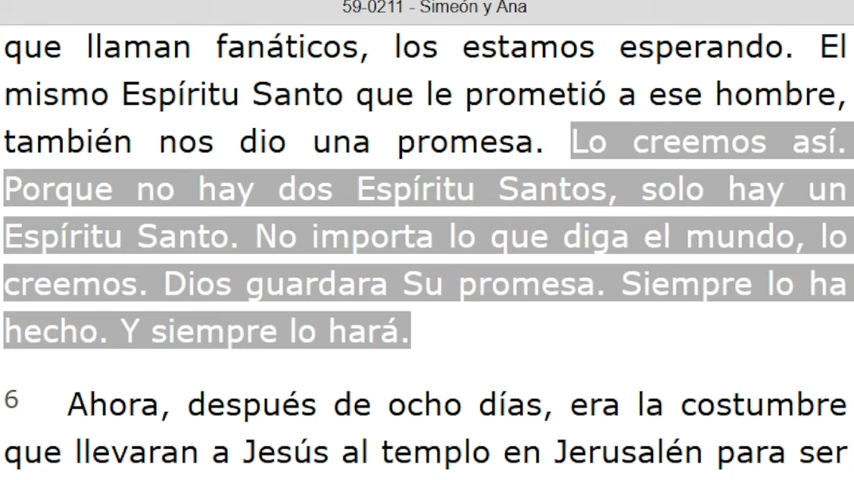 59-0211 - Simeón y Ana
que llaman fanáticos, los estamos esperando. El
mismo Espíritu Santo que le prometió a ese hombre,
también nos dio una promesa. Lo creemos así.
Porque no hay dos Espíritu Santos, solo hay un
Espíritu Santo. No importa lo que diga el mundo, lo
creemos. Dios guardara Su promesa. Siempre lo ha
hecho. Y siempre lo hará.
6 Ahora, después de ocho días, era la costumbre
que llevaran a Jesús al templo en Jerusalén para ser